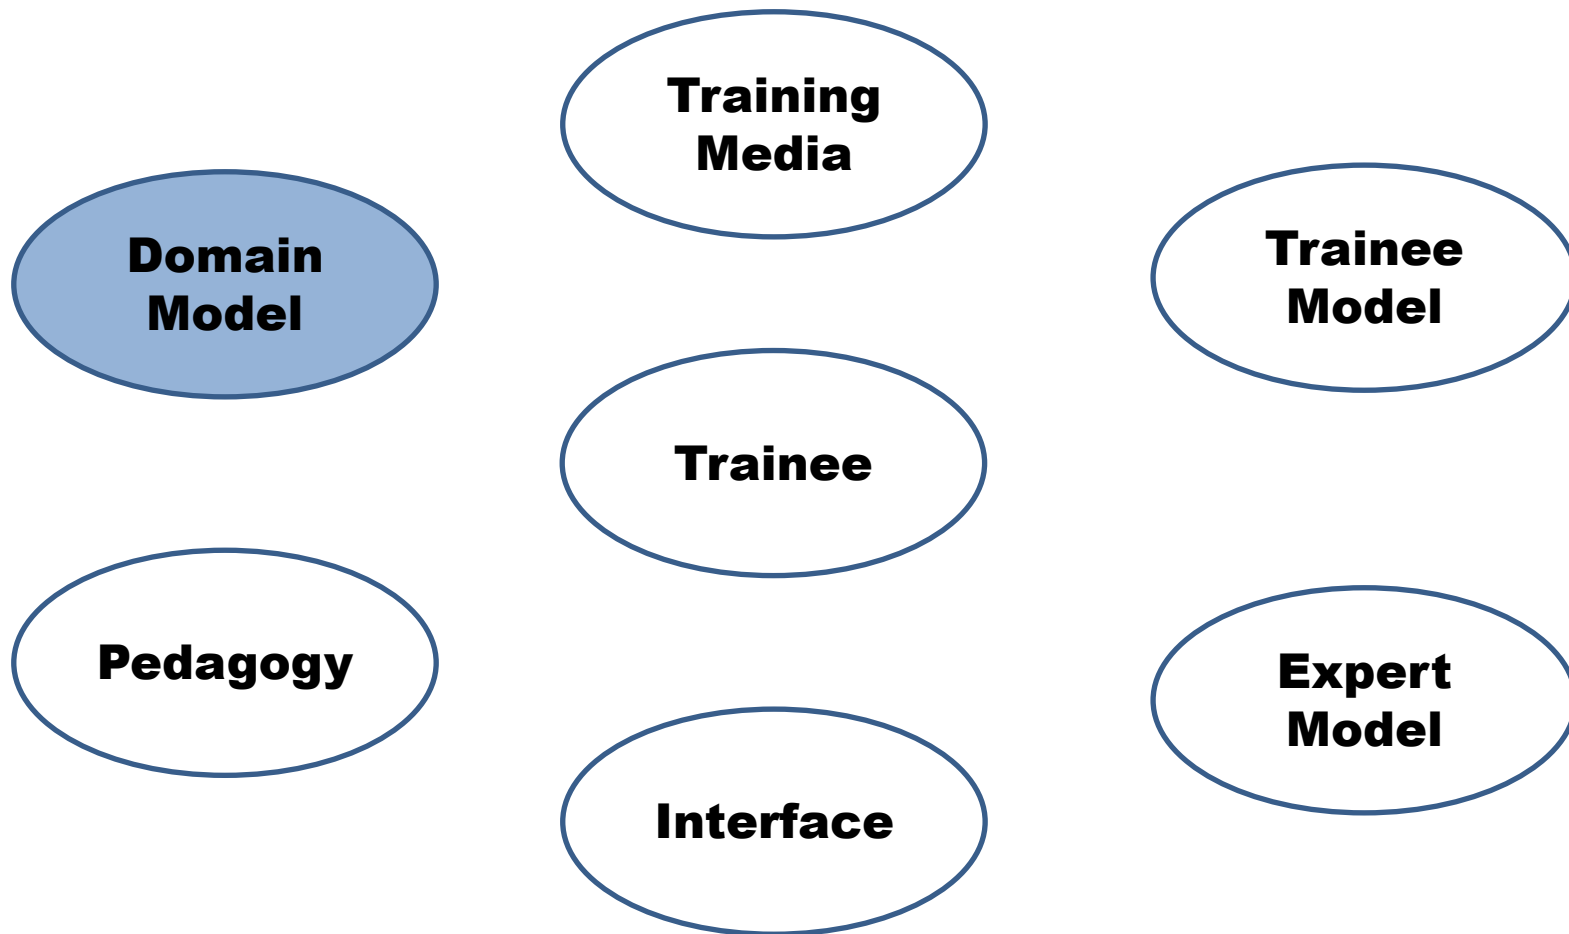 Training
Media
Domain
Model
Trainee
Model
Trainee
Pedagogy
Expert
Model
Interface